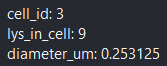 cell_id: 3
lys_in_cell: 9
diameter_um: 0.253125